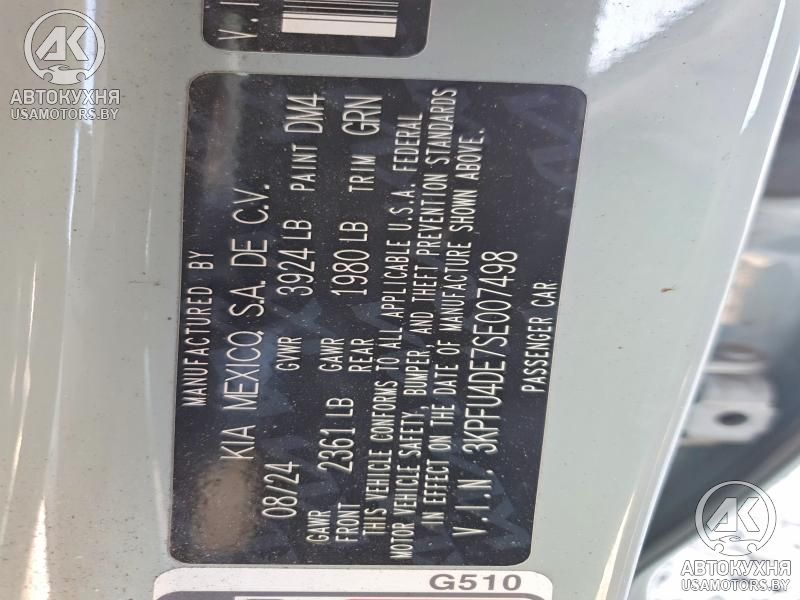 V.I.N
MANUFACTURED BY
KIA MEXICO, S.A. DE C.V.
08/24 GVWR 3924 LB PAINT DM4
GAWR FRONT 2361 LB GAWR REAR 1980 LB TRIM GRN
THIS VEHICLE CONFORMS TO ALL APPLICABLE U.S.A. FEDERAL
MOTOR VEHICLE SAFETY, BUMPER, AND THEFT PREVENTION STANDARDS
IN EFFECT ON THE DATE OF MANUFACTURE SHOWN ABOVE.
V.I.N. 3KPFU4DE7SE007498
PASSENGER CAR
G510
АК
АВТОКУХНЯ
USAMOTORS.BY
АК
АВТОКУХНЯ
USAMOTORS.BY